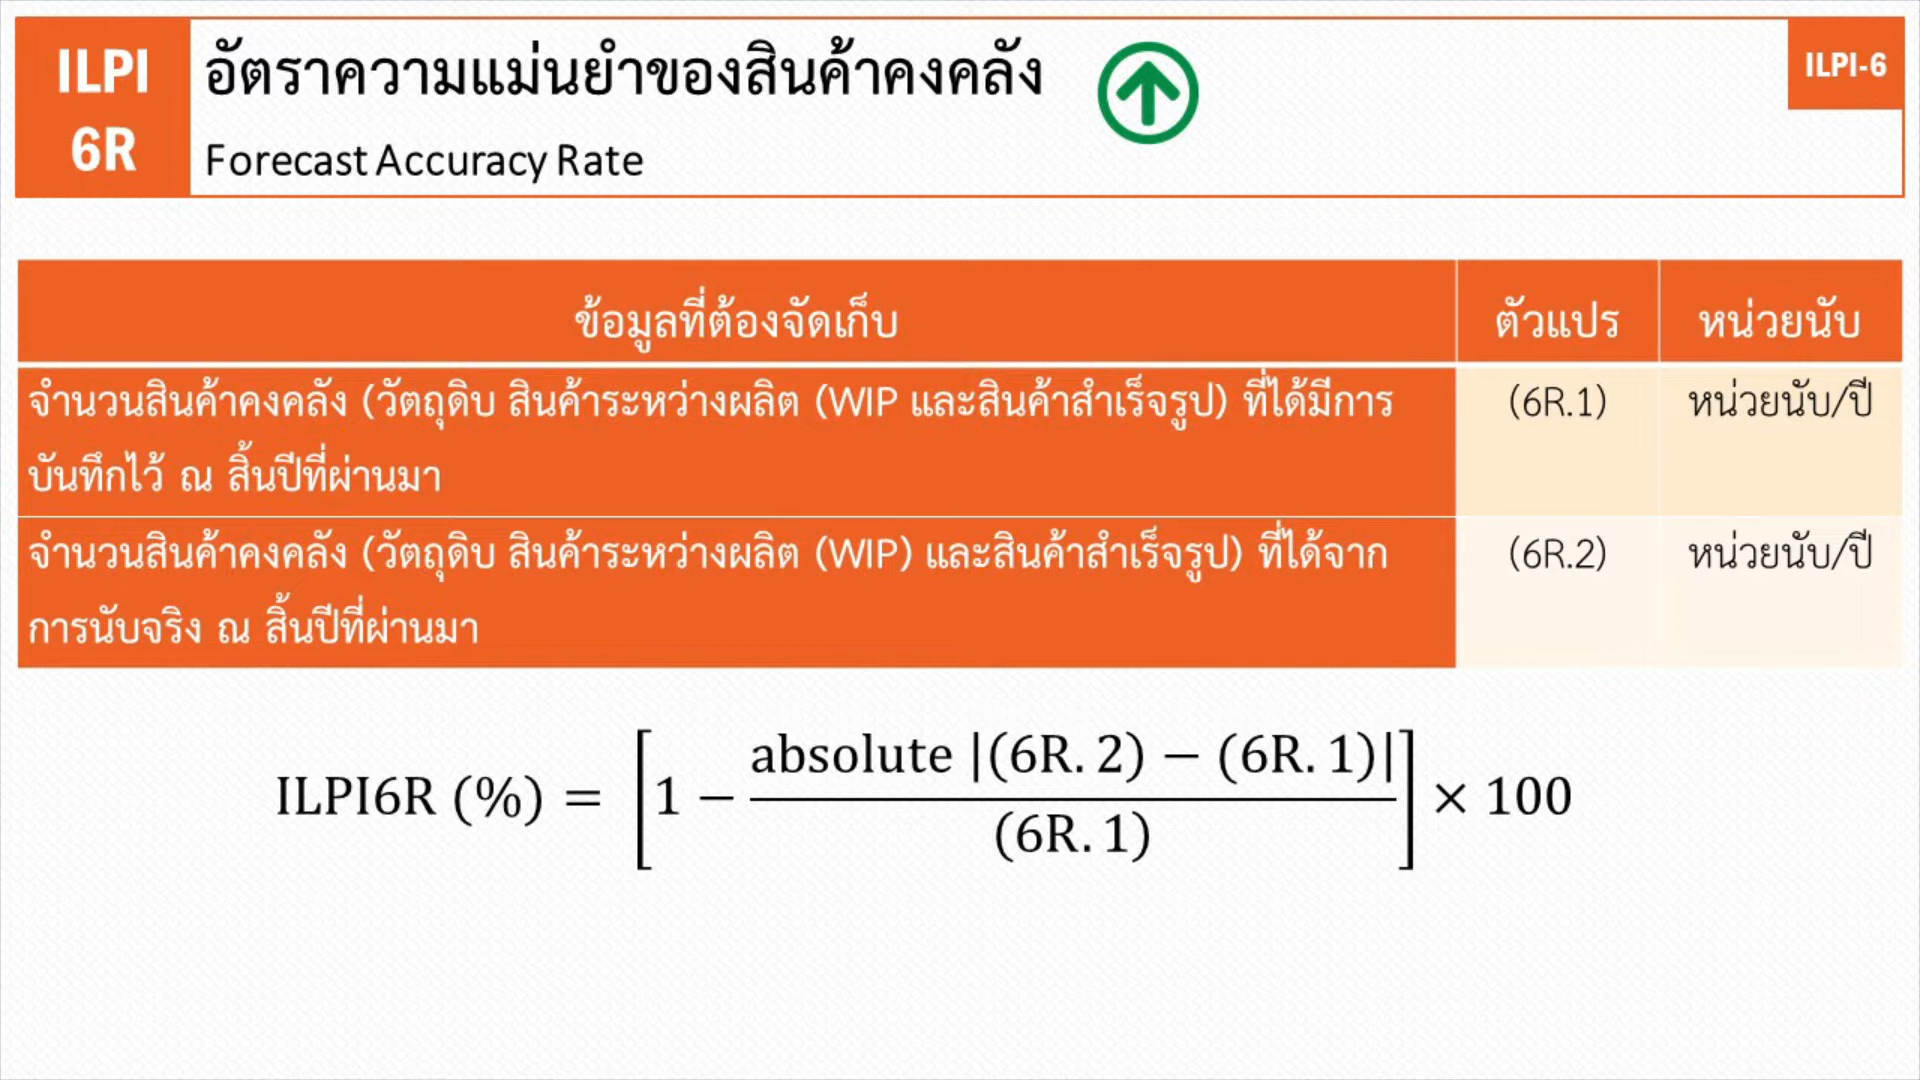 ILPI
6R
อัตราความแม่นยำของสินค้าคงคลัง
Forecast Accuracy Rate
ILPI-6
ข้อมูลที่ต้องจัดเก็บ ตัวแปร หน่วยนับ
จำนวนสินค้าคงคลัง (วัตถุดิบ สินค้าระหว่างผลิต (WIP และสินค้าสำเร็จรูป) ที่ได้มีการ (6R.1) หน่วยนับ/ปี
บันทึกไว้ ณ สิ้นปีที่ผ่านมา
จำนวนสินค้าคงคลัง (วัตถุดิบ สินค้าระหว่างผลิต (WIP) และสินค้าสำเร็จรูป) ที่ได้จาก (6R.2) หน่วยนับ/ปี
การนับจริง ณ สิ้นปีที่ผ่านมา
absolute |(6R. 2) − (6R. 1)|
ILPI6R (%) = [1 − ] × 100
(6R. 1)